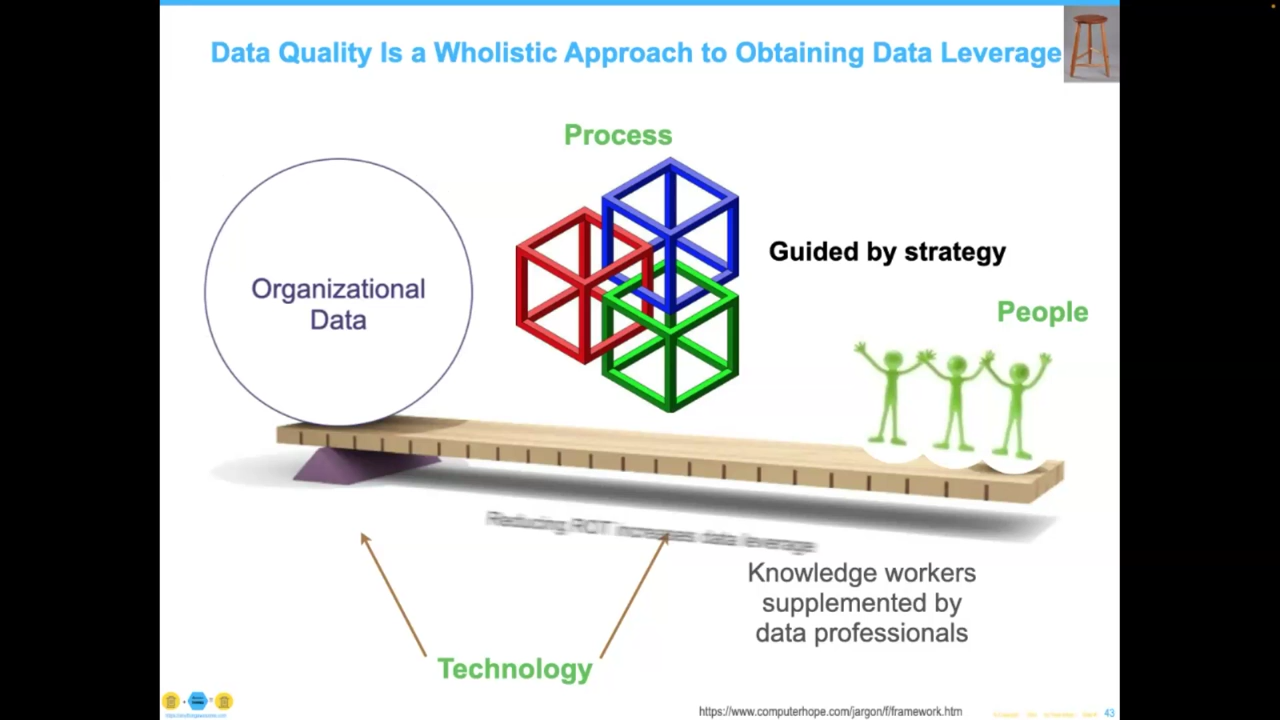 Data Quality Is a Wholistic Approach to Obtaining Data Leverage
Process
Guided by strategy
Organizational
Data
People
Reducing ROT increases data leverage
Knowledge workers
supplemented by
data professionals
Technology
https://www.computerhope.com/jargon/f/framework.htm
43